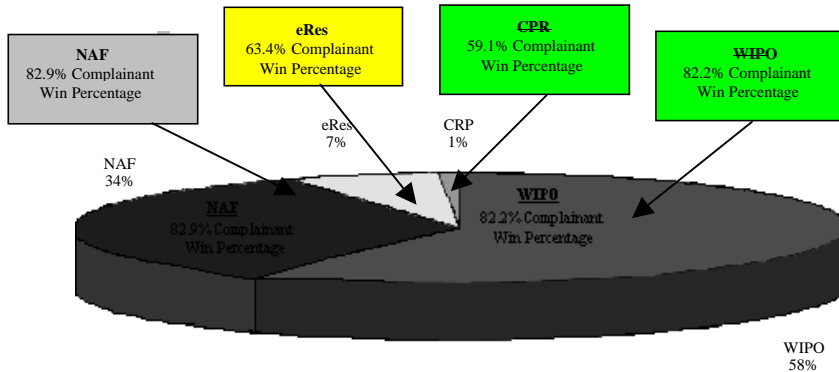 NAF
82.9% Complainant
Win Percentage
eRes
63.4% Complainant
Win Percentage
CPR
59.1% Complainant
Win Percentage
WIPO
82.2% Complainant
Win Percentage
eRes
7%
CRP
1%
NAF
34%
NAF
82.9% Complainant
Win Percentage
WIPO
82.2% Complainant
Win Percentage
WIPO
58%